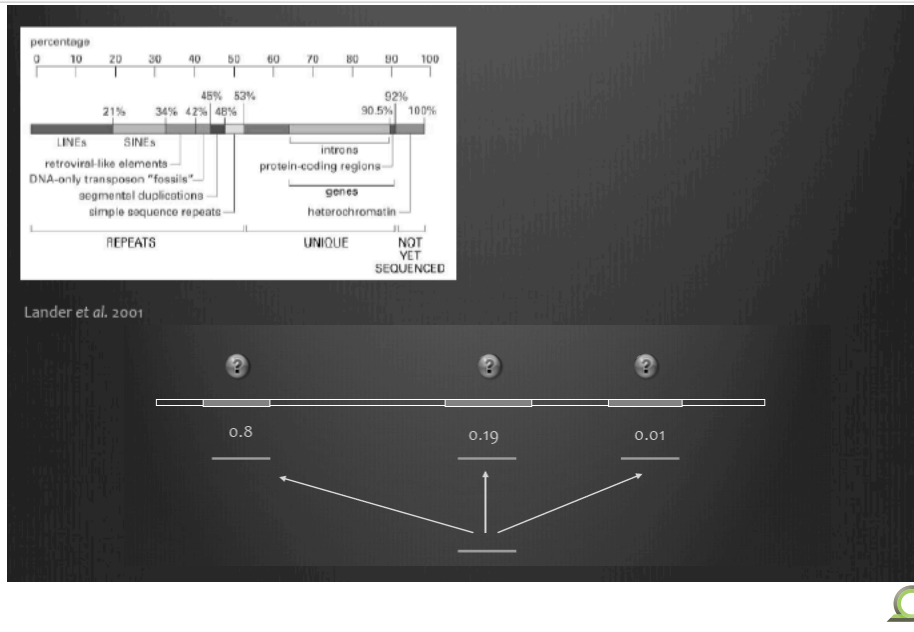 percentage
0 10 20 30 40 50 60 70 80 90 100
45% 53% 92%
21% 34% 42% 48% 90.5% 100%
LINEs SINEs
introns
retroviral-like elements
protein-coding regions
DNA-only transposon "fossils"
genes
segmental duplications
simple sequence repeats
heterochromatin
REPEATS UNIQUE NOT
YET
SEQUENCED
Lander et al. 2001
? ? ?
0.8 0.19 0.01